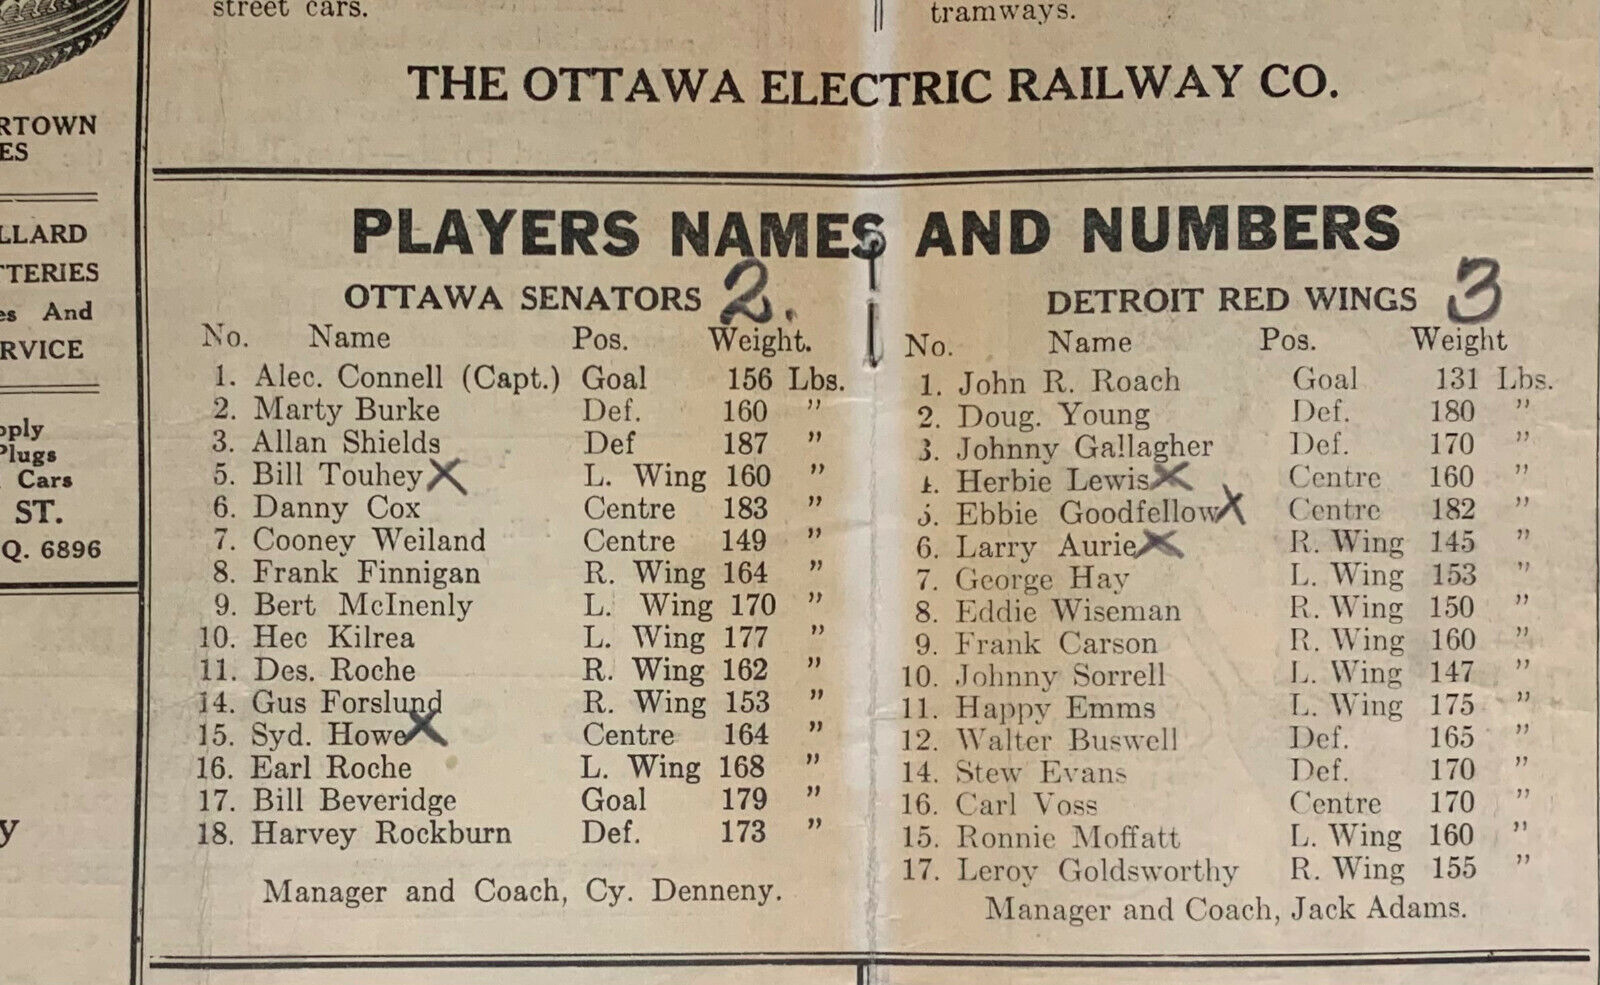 street cars.
tramways.
THE OTTAWA ELECTRIC RAILWAY CO.
RTOWN
ES
LLARD
TTERIES
es And
RVICE
pply
Plugs
Cars
ST.
Q. 6896
y
PLAYERS NAMES AND NUMBERS
OTTAWA SENATORS 2.
No. Name Pos. Weight.
1. Alec. Connell (Capt.) Goal 156 Lbs.
2. Marty Burke Def. 160 "
3. Allan Shields Def 187 "
5. Bill Touhey X L. Wing 160 "
6. Danny Cox Centre 183 "
7. Cooney Weiland Centre 149 "
8. Frank Finnigan R. Wing 164 "
9. Bert McInenly L. Wing 170 "
10. Hec Kilrea L. Wing 177 "
11. Des. Roche R. Wing 162 "
14. Gus Forslund R. Wing 153 "
15. Syd. Howe X Centre 164 "
16. Earl Roche L. Wing 168 "
17. Bill Beveridge Goal 179 "
18. Harvey Rockburn Def. 173 "
Manager and Coach, Cy. Denneny.
DETROIT RED WINGS 3
No. Name Pos. Weight
1. John R. Roach Goal 131 Lbs.
2. Doug. Young Def. 180 "
3. Johnny Gallagher Def. 170 "
4. Herbie Lewis X Centre 160 "
5. Ebbie Goodfellow X Centre 182 "
6. Larry Aurie X R. Wing 145 "
7. George Hay L. Wing 153 "
8. Eddie Wiseman R. Wing 150 "
9. Frank Carson R. Wing 160 "
10. Johnny Sorrell L. Wing 147 "
11. Happy Emms L. Wing 175 "
12. Walter Buswell Def. 165 "
14. Stew Evans Def. 170 "
16. Carl Voss Centre 170 "
15. Ronnie Moffatt L. Wing 160 "
17. Leroy Goldsworthy R. Wing 155 "
Manager and Coach, Jack Adams.